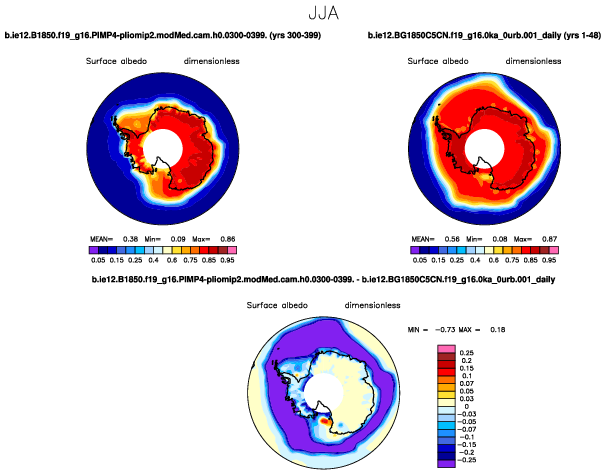 JJA
b.ie12.B1850.f19_g16.PIMP4-pliomip2.modMed.cam.h0.0300-0399. (yrs 300-399)
b.ie12.BG1850C5CN.f19_g16.0ka_0urb.001_daily (yrs 1-48)
Surface albedo dimensionless
Surface albedo dimensionless
MEAN= 0.38 Min= 0.09 Max= 0.86
MEAN= 0.56 Min= 0.08 Max= 0.87
0.05 0.15 0.25 0.4 0.6 0.75 0.85 0.95
0.05 0.15 0.25 0.4 0.6 0.75 0.85 0.95
b.ie12.B1850.f19_g16.PIMP4-pliomip2.modMed.cam.h0.0300-0399. - b.ie12.BG1850C5CN.f19_g16.0ka_0urb.001_daily
Surface albedo dimensionless
MIN = -0.73 MAX = 0.18
0.25
0.2
0.15
0.1
0.07
0.05
0.03
0
-0.03
-0.05
-0.07
-0.1
-0.15
-0.2
-0.25